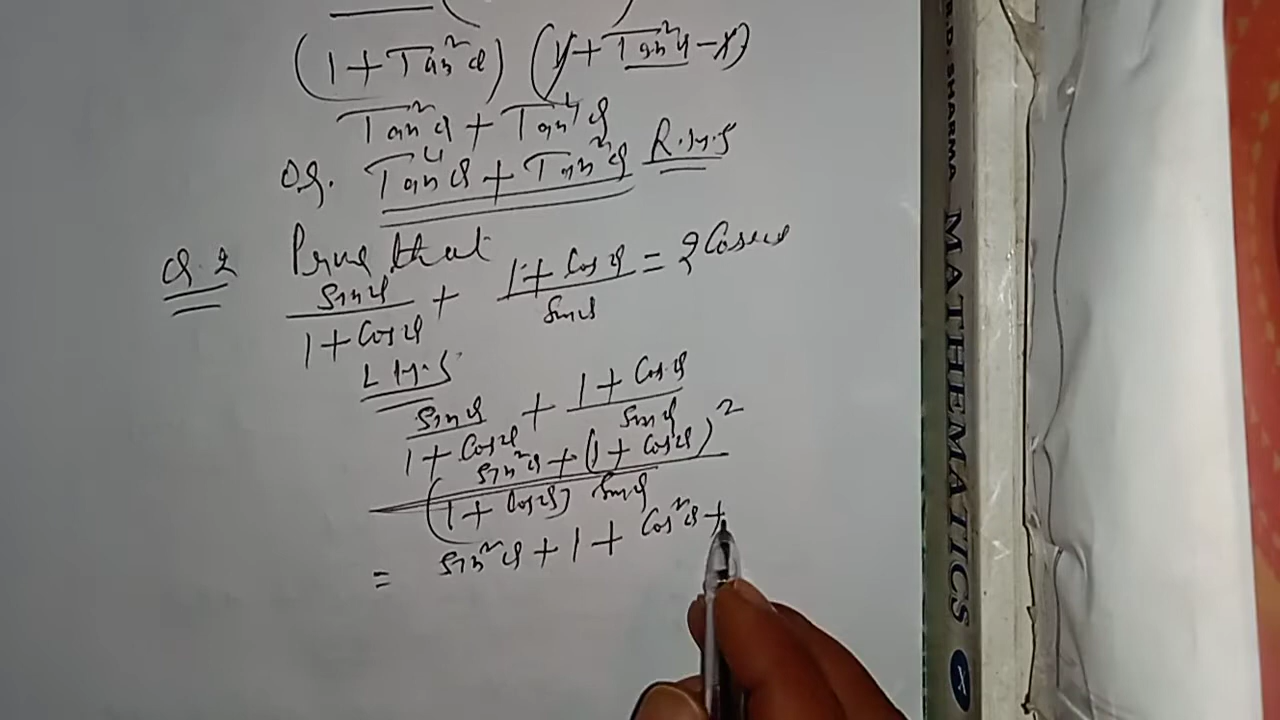 (1 + Tan²θ) (1 + Tan²θ - 1)
Tan²θ + Tan⁴θ
or. Tan⁴θ + Tan²θ R.H.S
Q.2 Prove that
sinθ/(1 + cosθ) + (1 + cosθ)/sinθ = 2 Cosecθ
L.H.S
sinθ/(1 + cosθ) + (1 + cosθ)/sinθ
sin²θ + (1 + cosθ)²
(1 + cosθ) sinθ
= sin²θ + 1 + cos²θ +
R.D. SHARMA MATHEMATICS X